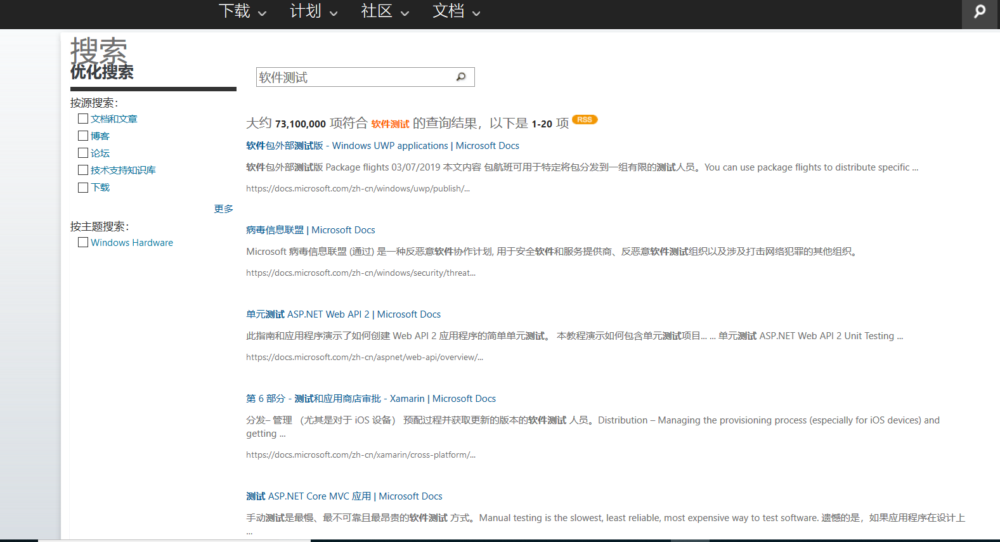 下载 计划 社区 文档
搜索
优化搜索
软件测试
按源搜索：
文档和文章
博客
论坛
技术支持知识库
下载
更多
按主题搜索：
Windows Hardware
大约 73,100,000 项符合 软件测试 的查询结果，以下是 1-20 项 RSS
软件包外部测试版 - Windows UWP applications | Microsoft Docs
软件包外部测试版 Package flights 03/07/2019 本文内容 包航班可用于特定将包分发到一组有限的测试人员。You can use package flights to distribute specific ...
https://docs.microsoft.com/zh-cn/windows/uwp/publish/...
病毒信息联盟 | Microsoft Docs
Microsoft 病毒信息联盟 (通过) 是一种反恶意软件协作计划, 用于安全软件和服务提供商、反恶意软件测试组织以及涉及打击网络犯罪的其他组织。
https://docs.microsoft.com/zh-cn/windows/security/threat...
单元测试 ASP.NET Web API 2 | Microsoft Docs
此指南和应用程序演示了如何创建 Web API 2 应用程序的简单单元测试。 本教程演示如何包含单元测试项目... ... 单元测试 ASP.NET Web API 2 Unit Testing ...
https://docs.microsoft.com/zh-cn/aspnet/web-api/overview/...
第 6 部分 - 测试和应用商店审批 - Xamarin | Microsoft Docs
分发– 管理 （尤其是对于 iOS 设备） 预配过程并获取更新的版本的软件测试 人员。Distribution – Managing the provisioning process (especially for iOS devices) and
getting ...
https://docs.microsoft.com/zh-cn/xamarin/cross-platform/...
测试 ASP.NET Core MVC 应用 | Microsoft Docs
手动测试是最慢、最不可靠且最昂贵的软件测试 方式。Manual testing is the slowest, least reliable, most expensive way to test software. 遗憾的是，如果应用程序在设计上
...